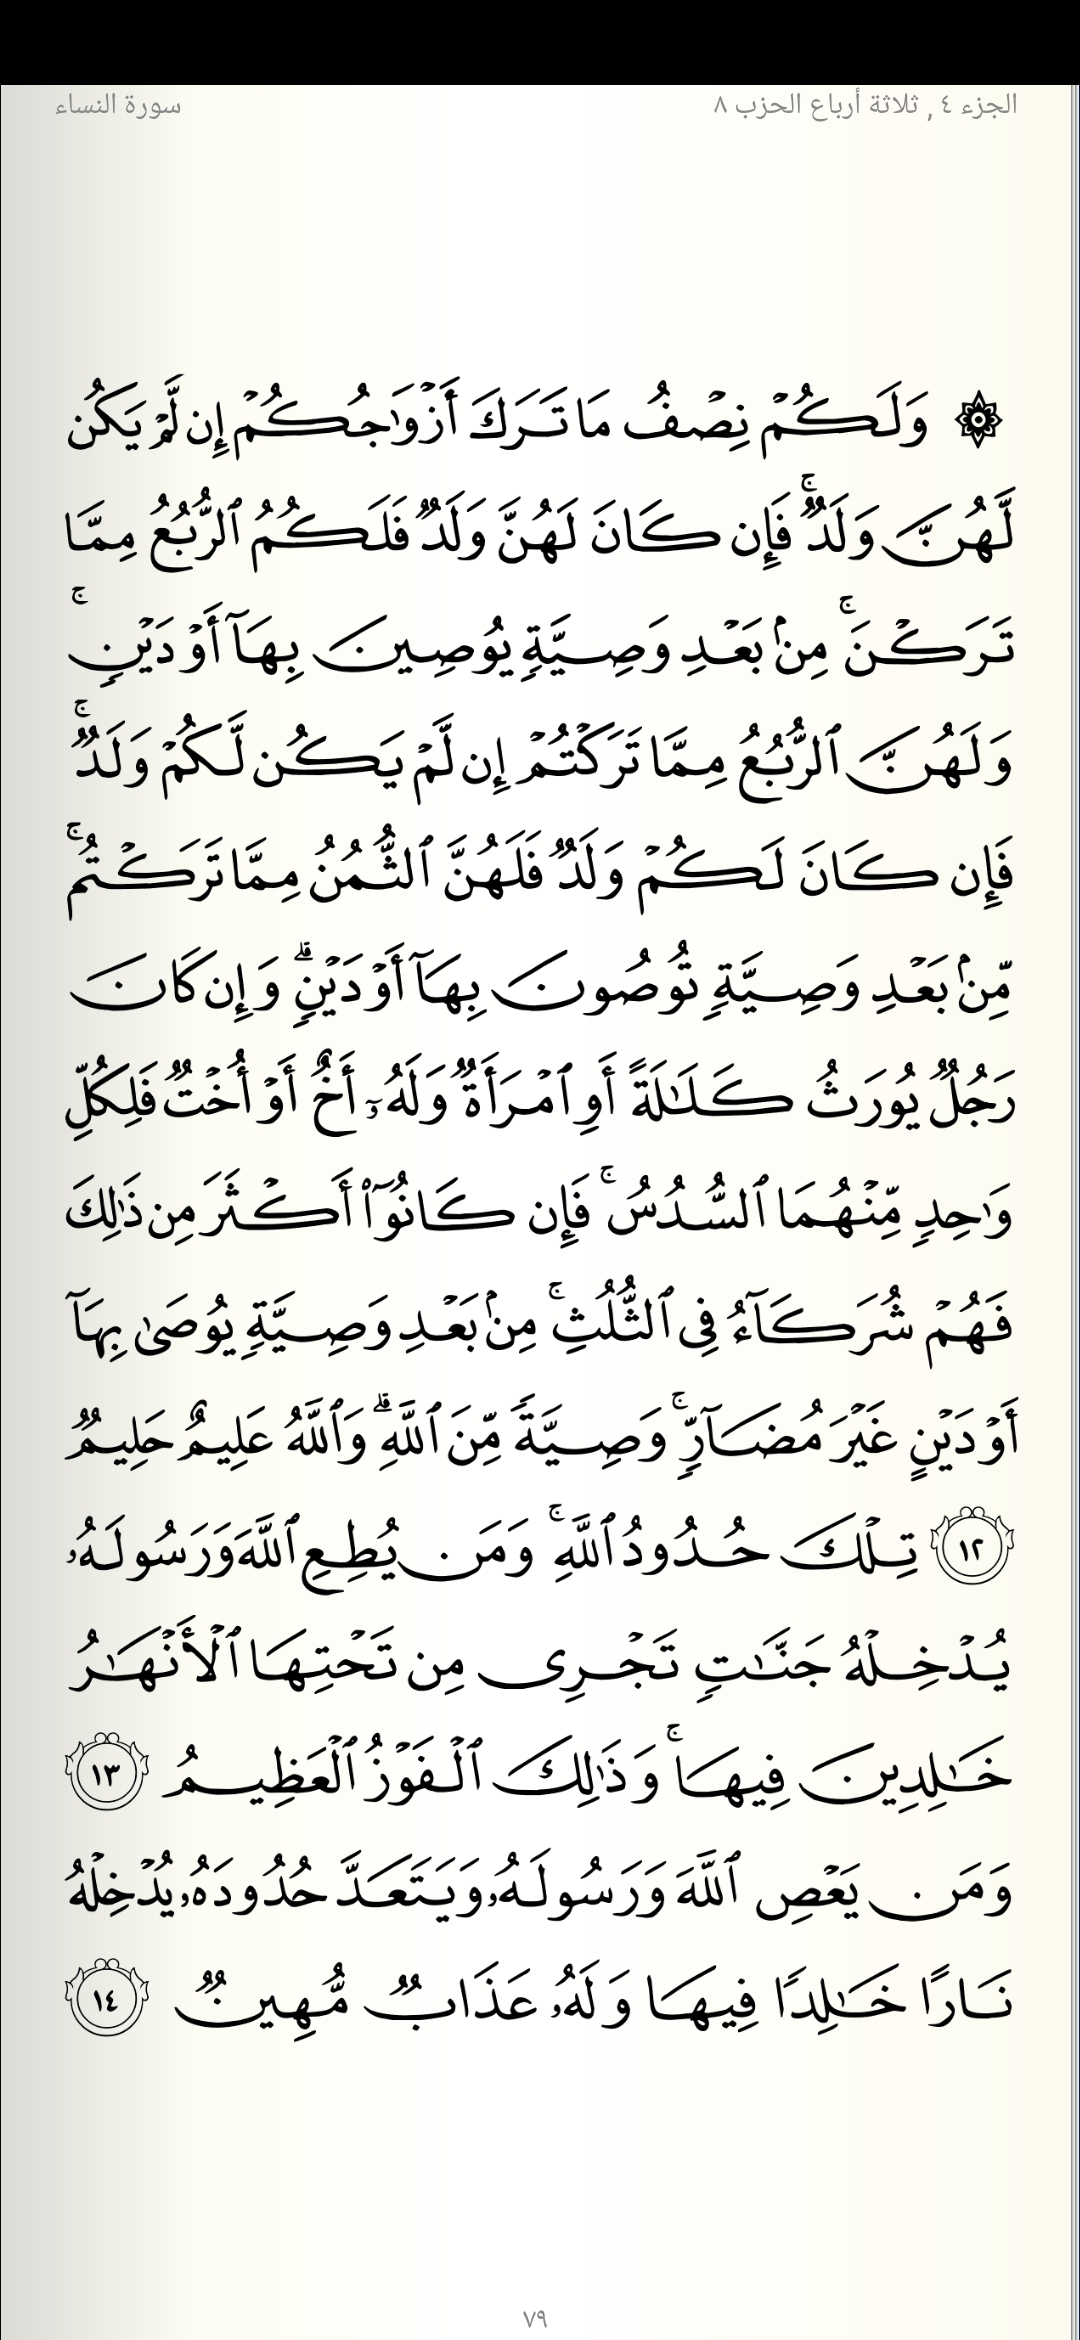 الجزء ٤ , ثلاثة أرباع الحزب ٨
سورة النساء
۞ وَلَكُمْ نِصْفُ مَا تَرَكَ أَزْوَٰجُكُمْ إِن لَّمْ يَكُن
لَّهُنَّ وَلَدٌ ۚ فَإِن كَانَ لَهُنَّ وَلَدٌ فَلَكُمُ ٱلرُّبُعُ مِمَّا
تَرَكْنَ ۚ مِنۢ بَعْدِ وَصِيَّةٍ يُوصِينَ بِهَآ أَوْ دَيْنٍ ۚ
وَلَهُنَّ ٱلرُّبُعُ مِمَّا تَرَكْتُمْ إِن لَّمْ يَكُن لَّكُمْ وَلَدٌ ۚ
فَإِن كَانَ لَكُمْ وَلَدٌ فَلَهُنَّ ٱلثُّمُنُ مِمَّا تَرَكْتُم ۚ
مِّنۢ بَعْدِ وَصِيَّةٍ تُوصُونَ بِهَآ أَوْ دَيْنٍ ۗ وَإِن كَانَ
رَجُلٌ يُورَثُ كَلَٰلَةً أَوِ ٱمْرَأَةٌ وَلَهُۥٓ أَخٌ أَوْ أُخْتٌ فَلِكُلِّ
وَٰحِدٍ مِّنْهُمَا ٱلسُّدُسُ ۚ فَإِن كَانُوٓا۟ أَكْثَرَ مِن ذَٰلِكَ
فَهُمْ شُرَكَآءُ فِى ٱلثُّلُثِ ۚ مِنۢ بَعْدِ وَصِيَّةٍ يُوصَىٰ بِهَآ
أَوْ دَيْنٍ غَيْرَ مُضَآرٍّ ۚ وَصِيَّةً مِّنَ ٱللَّهِ ۗ وَٱللَّهُ عَلِيمٌ حَلِيمٌ
١٢ تِلْكَ حُدُودُ ٱللَّهِ ۚ وَمَن يُطِعِ ٱللَّهَ وَرَسُولَهُۥ
يُدْخِلْهُ جَنَّٰتٍ تَجْرِى مِن تَحْتِهَا ٱلْأَنْهَٰرُ
خَٰلِدِينَ فِيهَا ۚ وَذَٰلِكَ ٱلْفَوْزُ ٱلْعَظِيمُ ١٣
وَمَن يَعْصِ ٱللَّهَ وَرَسُولَهُۥ وَيَتَعَدَّ حُدُودَهُۥ يُدْخِلْهُ
نَارًا خَٰلِدًا فِيهَا وَلَهُۥ عَذَابٌ مُّهِينٌ ١٤
٧٩